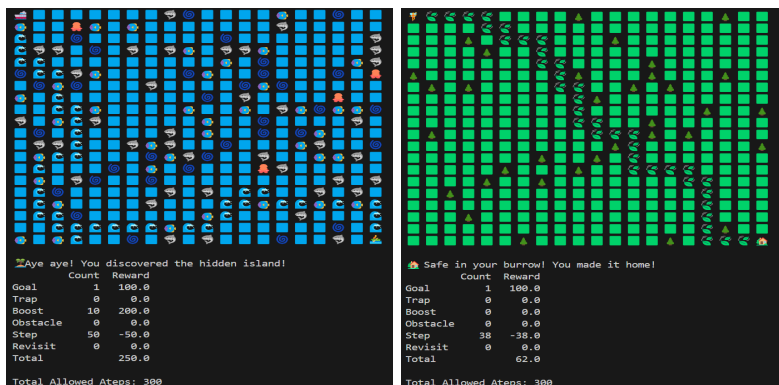 Aye aye! You discovered the hidden island!
Count Reward
Goal 1 100.0
Trap 0 0.0
Boost 10 200.0
Obstacle 0 0.0
Step 50 -50.0
Revisit 0 0.0
Total 250.0
Total Allowed Ateps: 300
Safe in your burrow! You made it home!
Count Reward
Goal 1 100.0
Trap 0 0.0
Boost 0 0.0
Obstacle 0 0.0
Step 38 -38.0
Revisit 0 0.0
Total 62.0
Total Allowed Ateps: 300